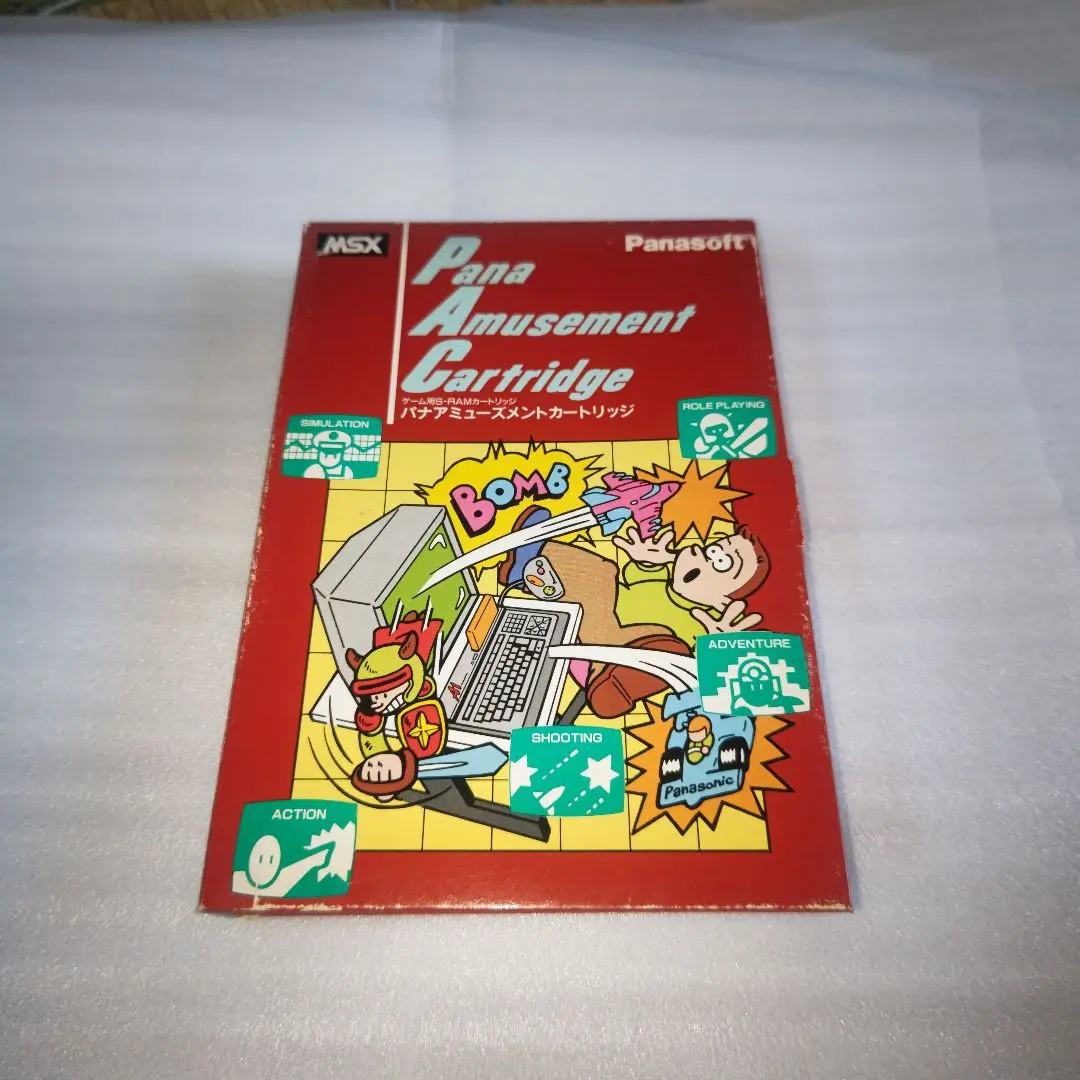 MSX
Panasoft
Pana
Amusement
Cartridge
ゲーム用S-RAMカートリッジ
パナアミューズメントカートリッジ
SIMULATION
ROLE PLAYING
BOMB
A1
ADVENTURE
SHOOTING
Panasonic
ACTION